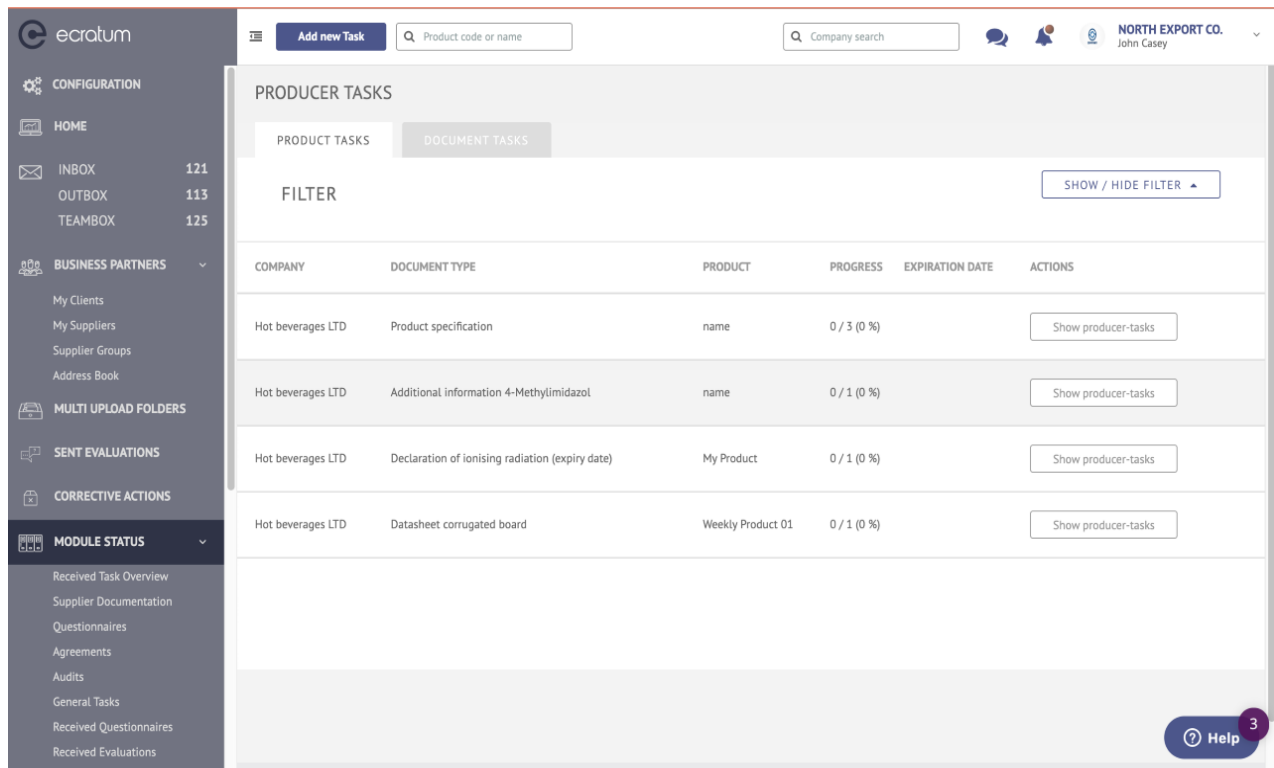 ecratum
Add new Task
Product code or name
Company search
NORTH EXPORT CO.
John Casey
CONFIGURATION
HOME
INBOX 121
OUTBOX 113
TEAMBOX 125
BUSINESS PARTNERS
My Clients
My Suppliers
Supplier Groups
Address Book
MULTI UPLOAD FOLDERS
SENT EVALUATIONS
CORRECTIVE ACTIONS
MODULE STATUS
Received Task Overview
Supplier Documentation
Questionnaires
Agreements
Audits
General Tasks
Received Questionnaires
Received Evaluations
PRODUCER TASKS
PRODUCT TASKS DOCUMENT TASKS
FILTER SHOW / HIDE FILTER
COMPANY DOCUMENT TYPE PRODUCT PROGRESS EXPIRATION DATE ACTIONS
Hot beverages LTD Product specification name 0 / 3 (0 %) Show producer-tasks
Hot beverages LTD Additional information 4-Methylimidazol name 0 / 1 (0 %) Show producer-tasks
Hot beverages LTD Declaration of ionising radiation (expiry date) My Product 0 / 1 (0 %) Show producer-tasks
Hot beverages LTD Datasheet corrugated board Weekly Product 01 0 / 1 (0 %) Show producer-tasks
3
? Help